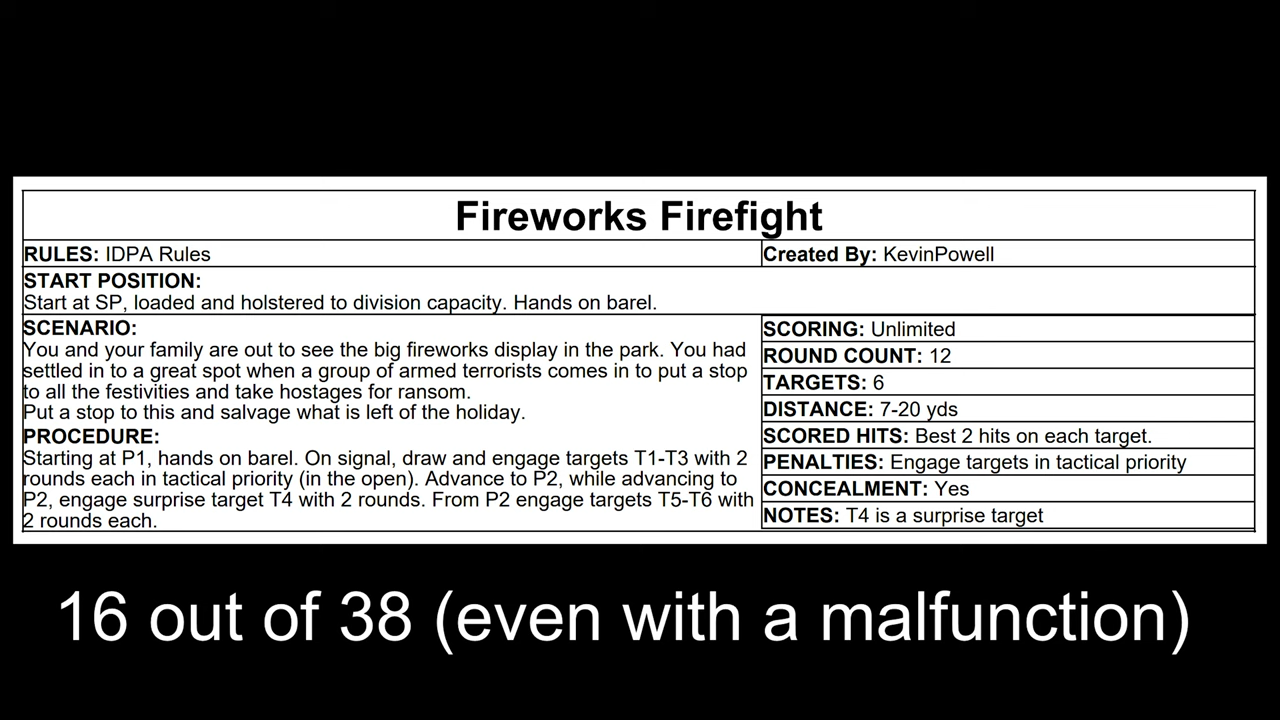 Fireworks Firefight
RULES: IDPA Rules
Created By: KevinPowell
START POSITION:
Start at SP, loaded and holstered to division capacity. Hands on barel.
SCENARIO:
You and your family are out to see the big fireworks display in the park. You had
settled in to a great spot when a group of armed terrorists comes in to put a stop
to all the festivities and take hostages for ransom.
Put a stop to this and salvage what is left of the holiday.
PROCEDURE:
Starting at P1, hands on barel. On signal, draw and engage targets T1-T3 with 2
rounds each in tactical priority (in the open). Advance to P2, while advancing to
P2, engage surprise target T4 with 2 rounds. From P2 engage targets T5-T6 with
2 rounds each.
SCORING: Unlimited
ROUND COUNT: 12
TARGETS: 6
DISTANCE: 7-20 yds
SCORED HITS: Best 2 hits on each target.
PENALTIES: Engage targets in tactical priority
CONCEALMENT: Yes
NOTES: T4 is a surprise target
16 out of 38 (even with a malfunction)